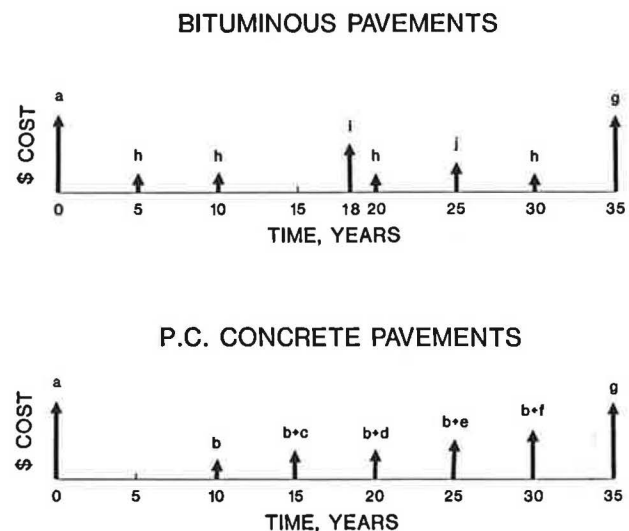 BITUMINOUS PAVEMENTS
$ COST
a h h i h j h g
0 5 10 15 18 20 25 30 35
TIME, YEARS
P.C. CONCRETE PAVEMENTS
$ COST
a b b+c b+d b+e b+f g
0 5 10 15 20 25 30 35
TIME, YEARS